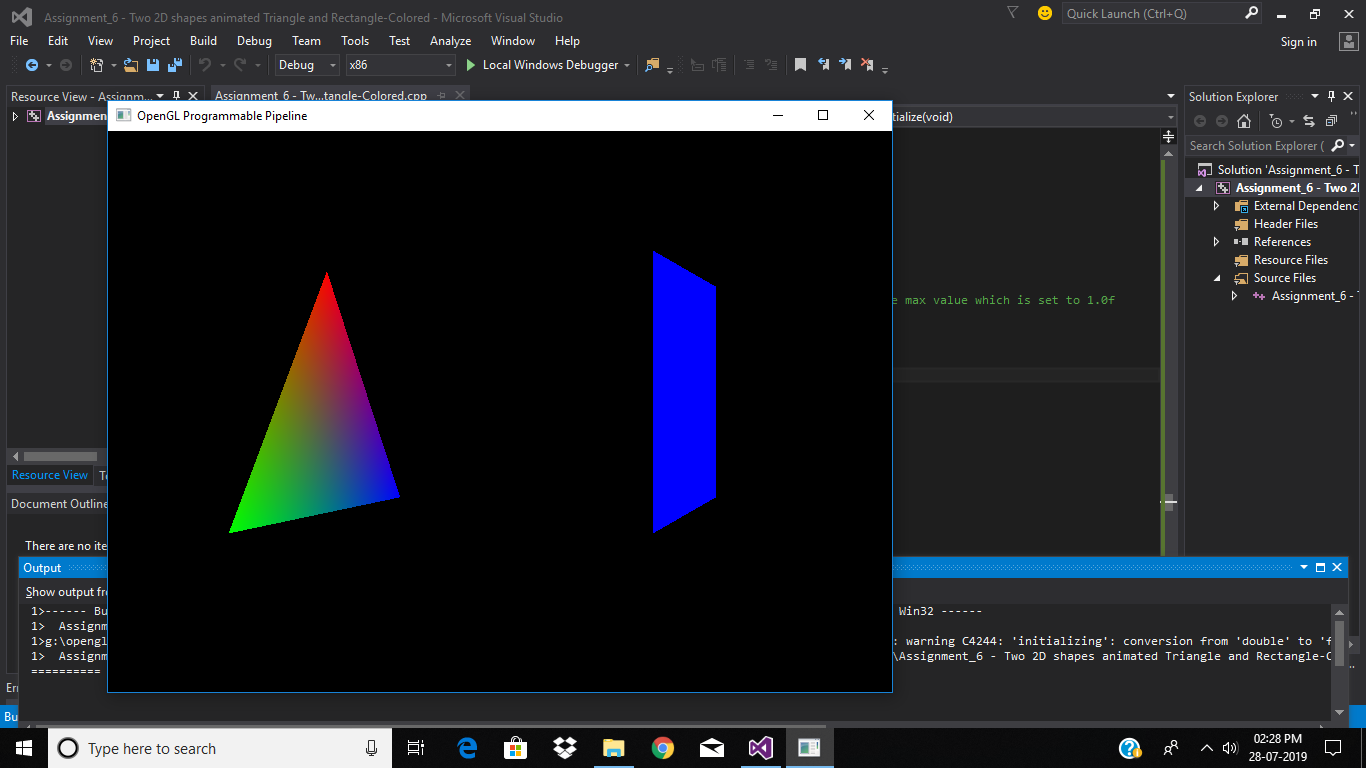 Assignment_6 - Two 2D shapes animated Triangle and Rectangle-Colored - Microsoft Visual Studio
Quick Launch (Ctrl+Q)
File Edit View Project Build Debug Team Tools Test Analyze Window Help
Sign in
Debug x86 Local Windows Debugger
Resource View - Assignm...
Assignment_6 - Tw...tangle-Colored.cpp
Solution Explorer
Assignment
OpenGL Programmable Pipeline
tialize(void)
Search Solution Explorer (
Solution 'Assignment_6 - T
Assignment_6 - Two 2
External Dependenc
Header Files
References
Resource Files
Source Files
Assignment_6 -
e max value which is set to 1.0f
Resource View
Document Outline
There are no ite
Output
Show output fr
1>------ Bu
Win32 ------
1> Assignm
1>g:\opengl
: warning C4244: 'initializing': conversion from 'double' to 'f
1> Assignm
\Assignment_6 - Two 2D shapes animated Triangle and Rectangle-C
==========
Bu
Type here to search
02:28 PM
28-07-2019